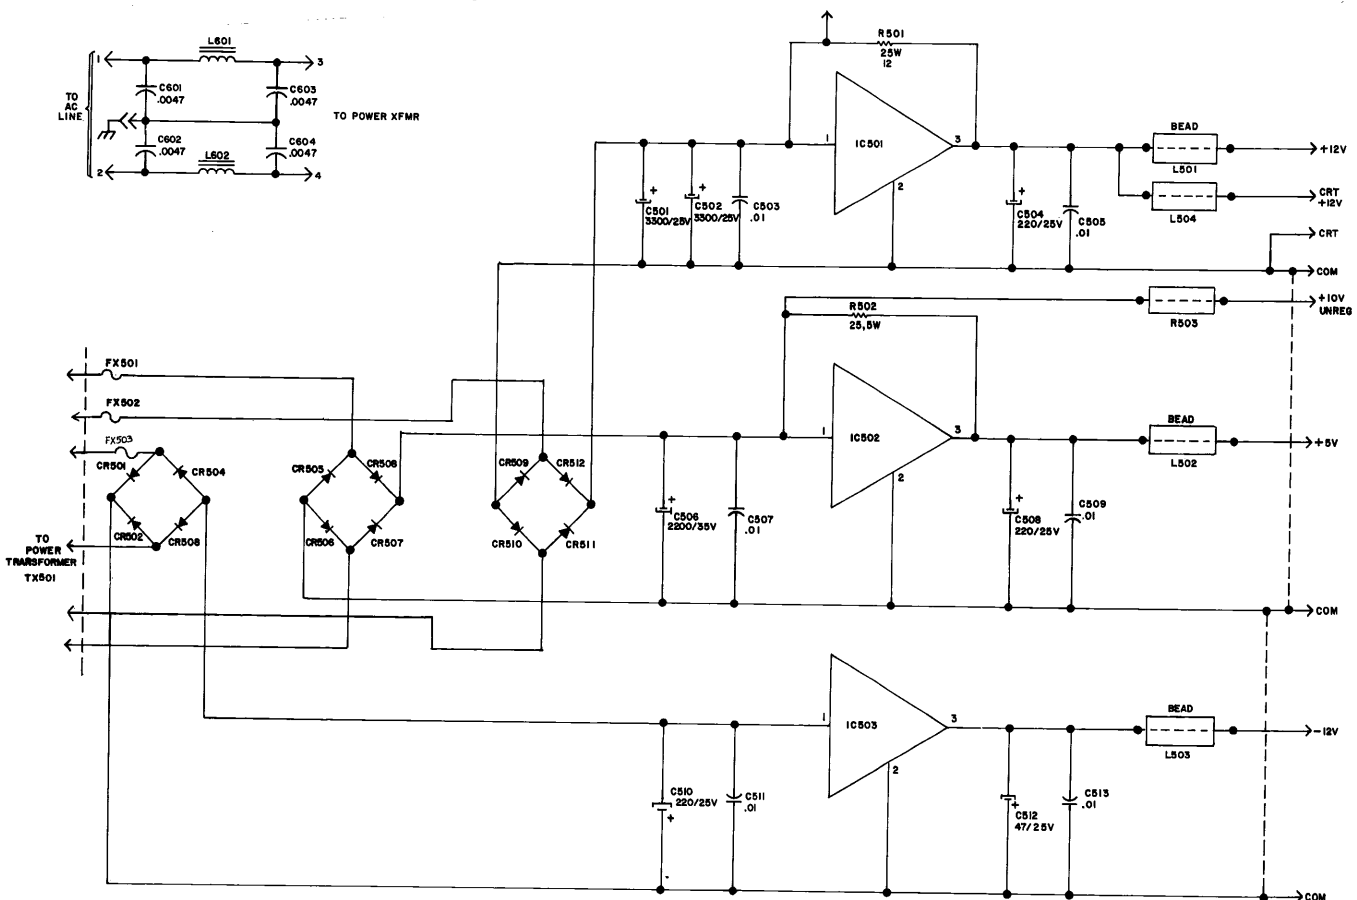 L601
1
3
C601
.0047
C603
.0047
TO
AC
LINE
TO POWER XFMR
C602
.0047
C604
.0047
L602
2
4
R501
25W
12
1
IC501
3
2
BEAD
L501
+12V
CRT
+12V
L504
CRT
COM
C501
3300/25V
+
C502
3300/25V
+
C503
.01
C504
220/25V
+
C505
.01
+10V
UNREG
R503
R502
25,5W
FX501
FX502
FX503
CR501
CR504
CR502
CR508
CR505
CR508
CR506
CR507
CR509
CR512
CR510
CR511
TO
POWER
TRARSFORMER
TX501
1
IC502
3
2
BEAD
L502
+5V
C506
2200/35V
+
C507
.01
C508
220/25V
+
C509
.01
COM
1
IC503
3
2
BEAD
L503
-12V
C510
220/25V
+
C511
.01
C512
47/25V
+
C513
.01
COM